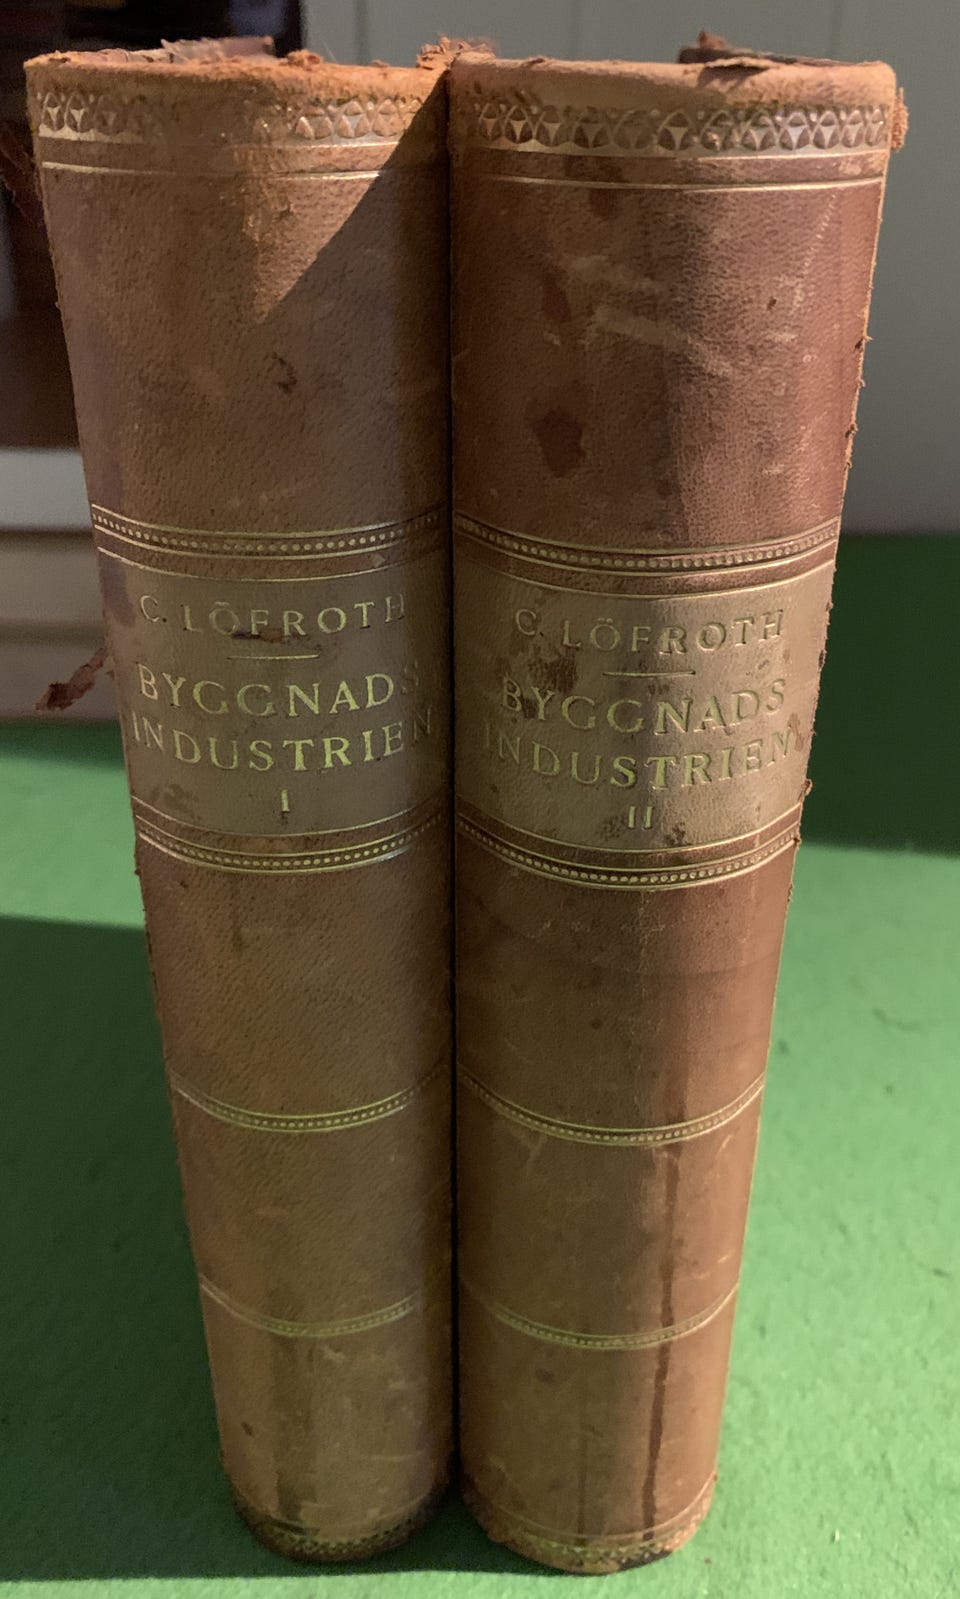 C. LÖFROTH
BYGGNADS
INDUSTRIEN
I
C. LÖFROTH
BYGGNADS
INDUSTRIEN
II